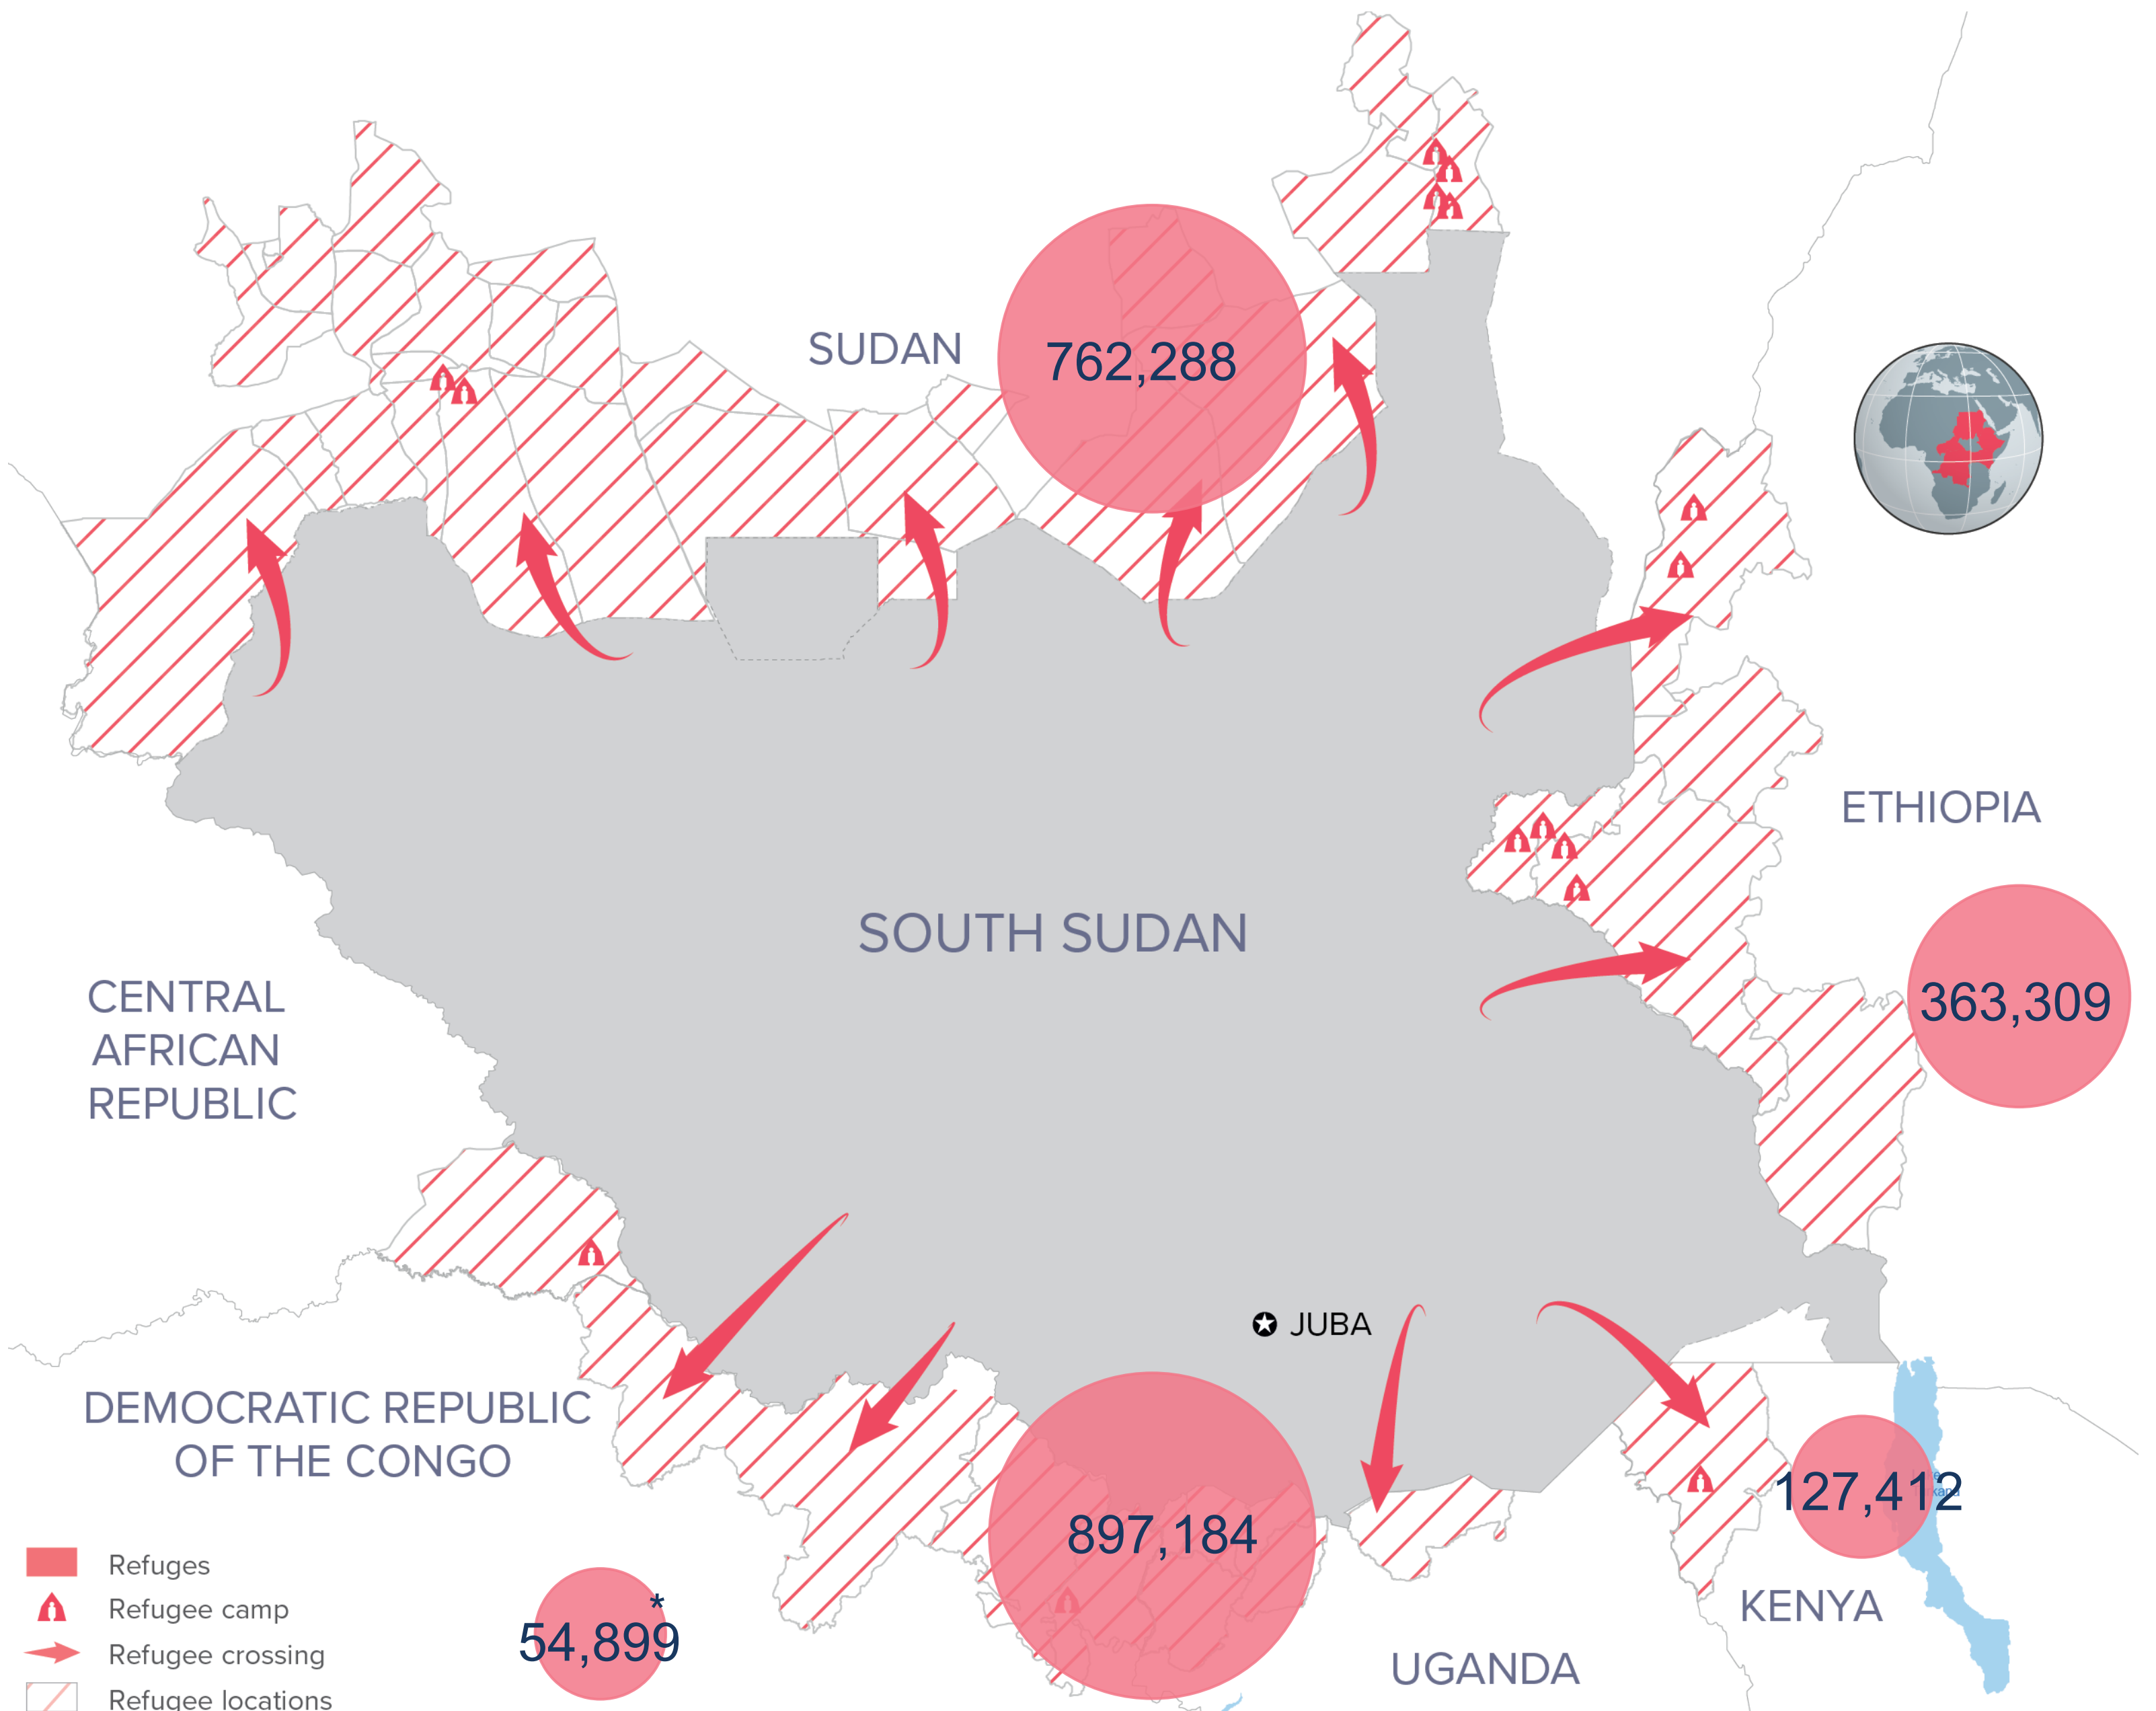 SUDAN
762,288
ETHIOPIA
SOUTH SUDAN
363,309
CENTRAL
AFRICAN
REPUBLIC
JUBA
DEMOCRATIC REPUBLIC
OF THE CONGO
127,412
897,184
Refuges
Refugee camp
Refugee crossing
Refugee locations
*
54,899
KENYA
UGANDA